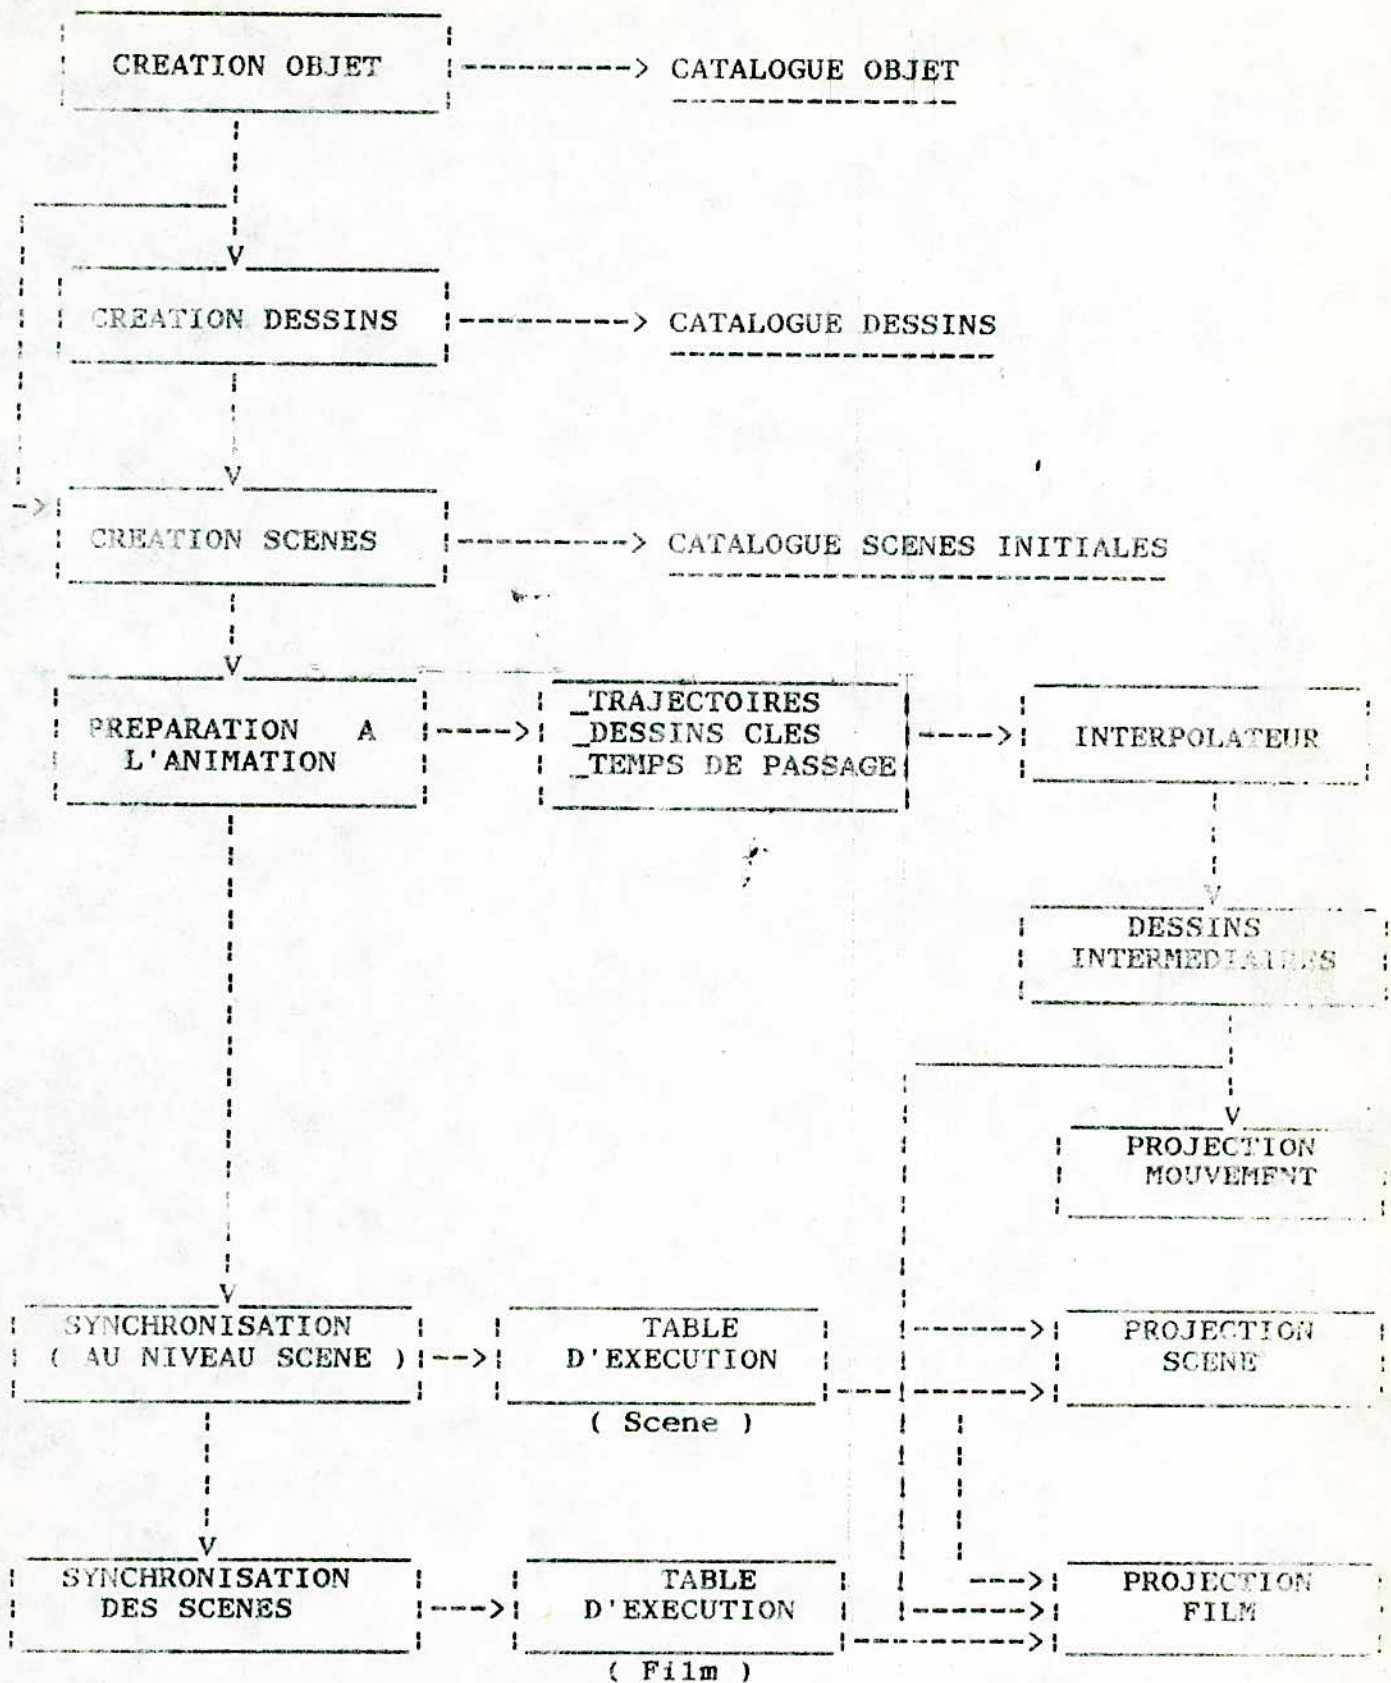 CREATION OBJET
CATALOGUE OBJET
CREATION DESSINS
CATALOGUE DESSINS
CREATION SCENES
CATALOGUE SCENES INITIALES
PREPARATION A
L'ANIMATION
_TRAJECTOIRES
_DESSINS CLES
_TEMPS DE PASSAGE
INTERPOLATEUR
DESSINS
INTERMEDIAIRES
PROJECTION
MOUVEMENT
SYNCHRONISATION
( AU NIVEAU SCENE )
TABLE
D'EXECUTION
( Scene )
PROJECTION
SCENE
SYNCHRONISATION
DES SCENES
TABLE
D'EXECUTION
( Film )
PROJECTION
FILM